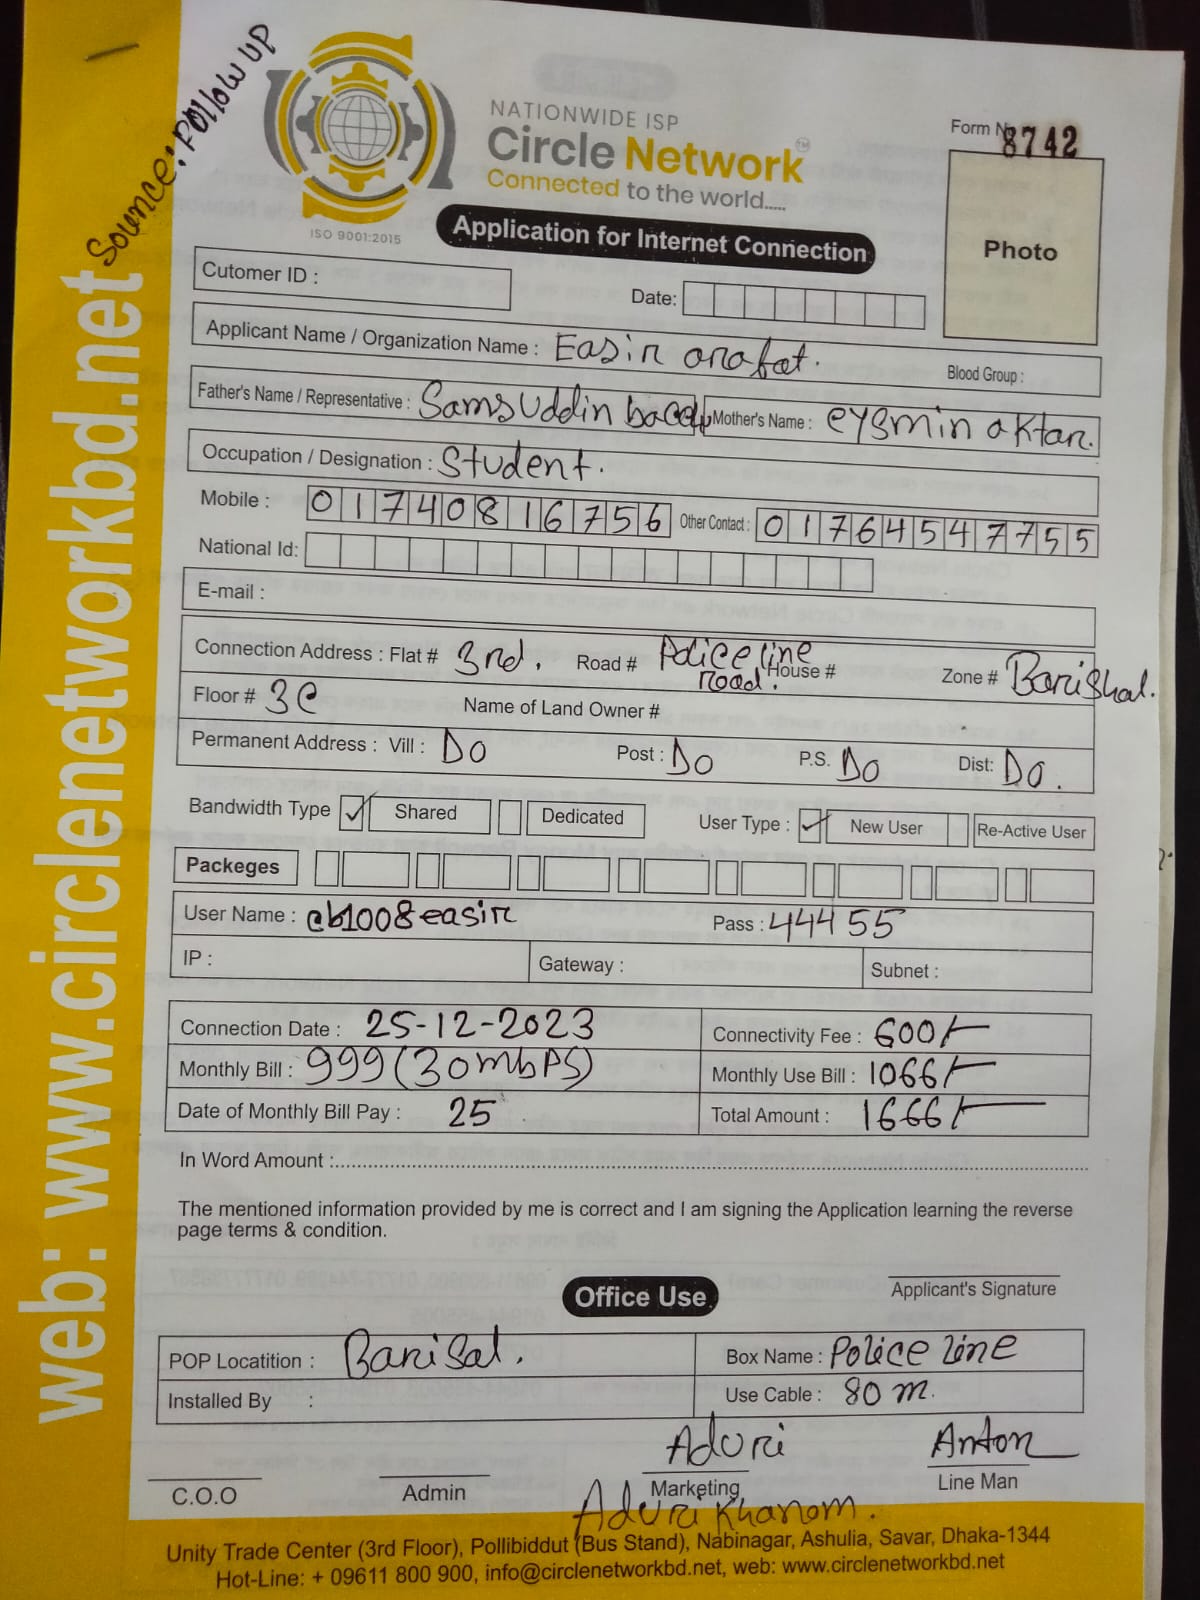 Source: Follow UP
NATIONWIDE ISP
Circle Network TM
Connected to the world.....
ISO 9001:2015
Form N 8742
Application for Internet Connection
Photo
Cutomer ID :
Date:
Applicant Name / Organization Name : Easir arafat.
Blood Group :
Father's Name / Representative : Samsuddin Mother's Name : eysmin aktar.
Occupation / Designation : Student.
Mobile : 01740816756 Other Contact : 01764547755
National Id:
E-mail :
Connection Address : Flat # 3rd. Road # Police line road. House # Zone # Barishal.
Floor # 3C Name of Land Owner #
Permanent Address : Vill : Do Post : Do P.S. Do Dist: Do.
Bandwidth Type ✓ Shared Dedicated User Type : ✓ New User Re-Active User
Packeges
User Name : cb1008easir Pass : 44455
IP : Gateway : Subnet :
Connection Date : 25-12-2023 Connectivity Fee : 600/-
Monthly Bill : 999 (30mbPS) Monthly Use Bill : 1066/-
Date of Monthly Bill Pay : 25 Total Amount : 1666/-
In Word Amount :
The mentioned information provided by me is correct and I am signing the Application learning the reverse
page terms & condition.
Applicant's Signature
Office Use
POP Locatition : Barisal. Box Name : Police line
Installed By : Use Cable : 80 m.
Aduri Anton
C.O.O Admin Marketing Line Man
Aduri Khanom.
Unity Trade Center (3rd Floor), Pollibiddut (Bus Stand), Nabinagar, Ashulia, Savar, Dhaka-1344
Hot-Line: + 09611 800 900, info@circlenetworkbd.net, web: www.circlenetworkbd.net
web: www.circlenetworkbd.net